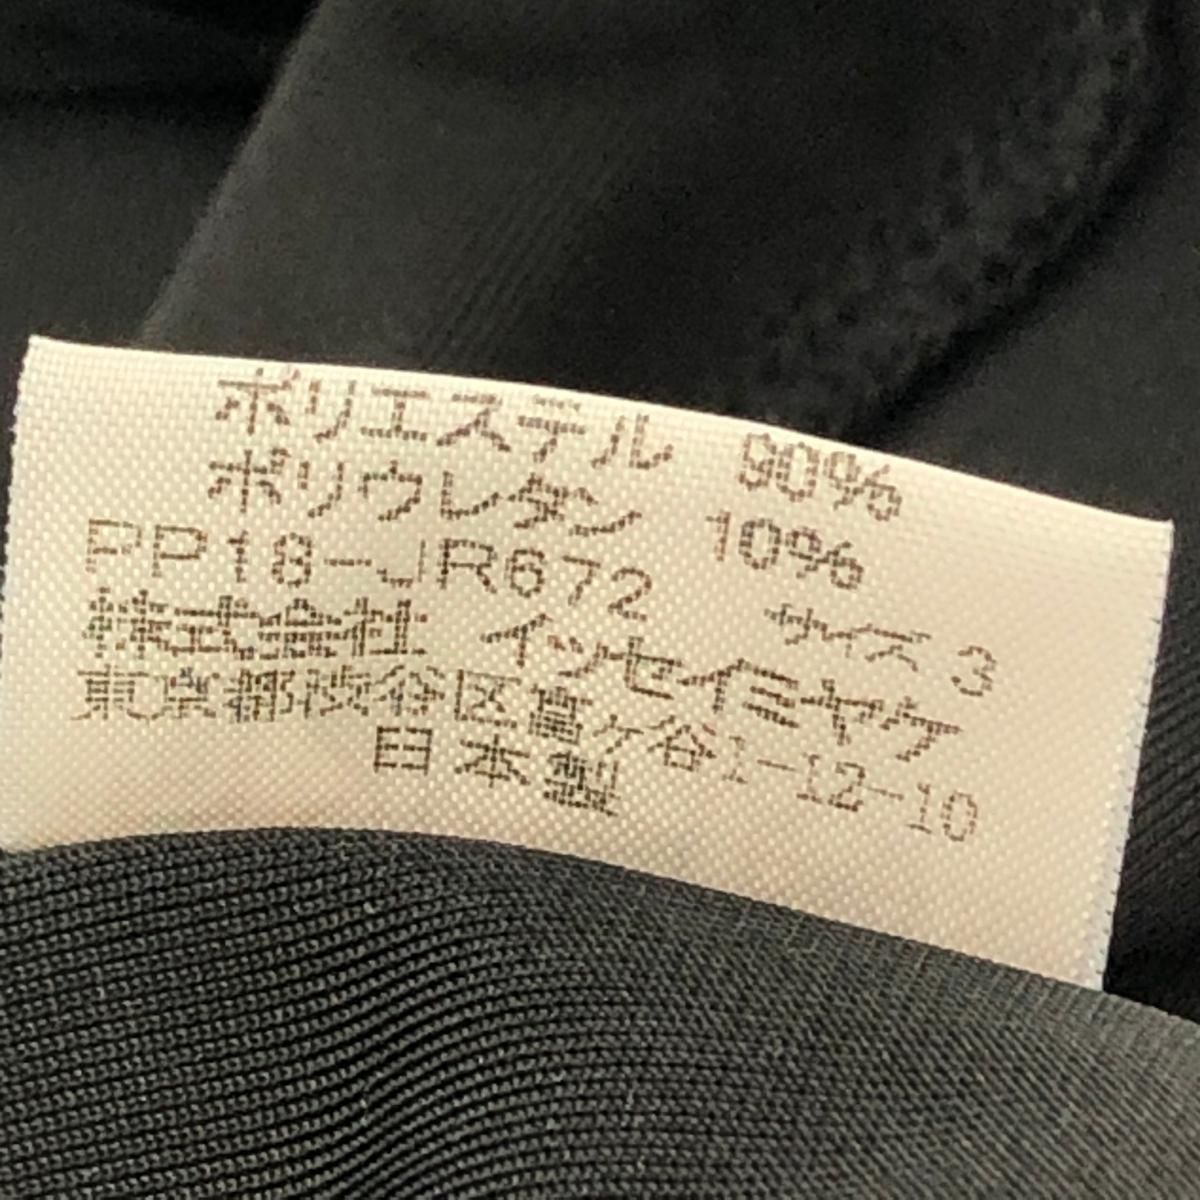 ポリエステル 90%
ポリウレタン 10%
PP18-JR672 サイズ 3
株式会社 イッセイミヤケ
東京都渋谷区富ヶ谷1-12-10
日本製